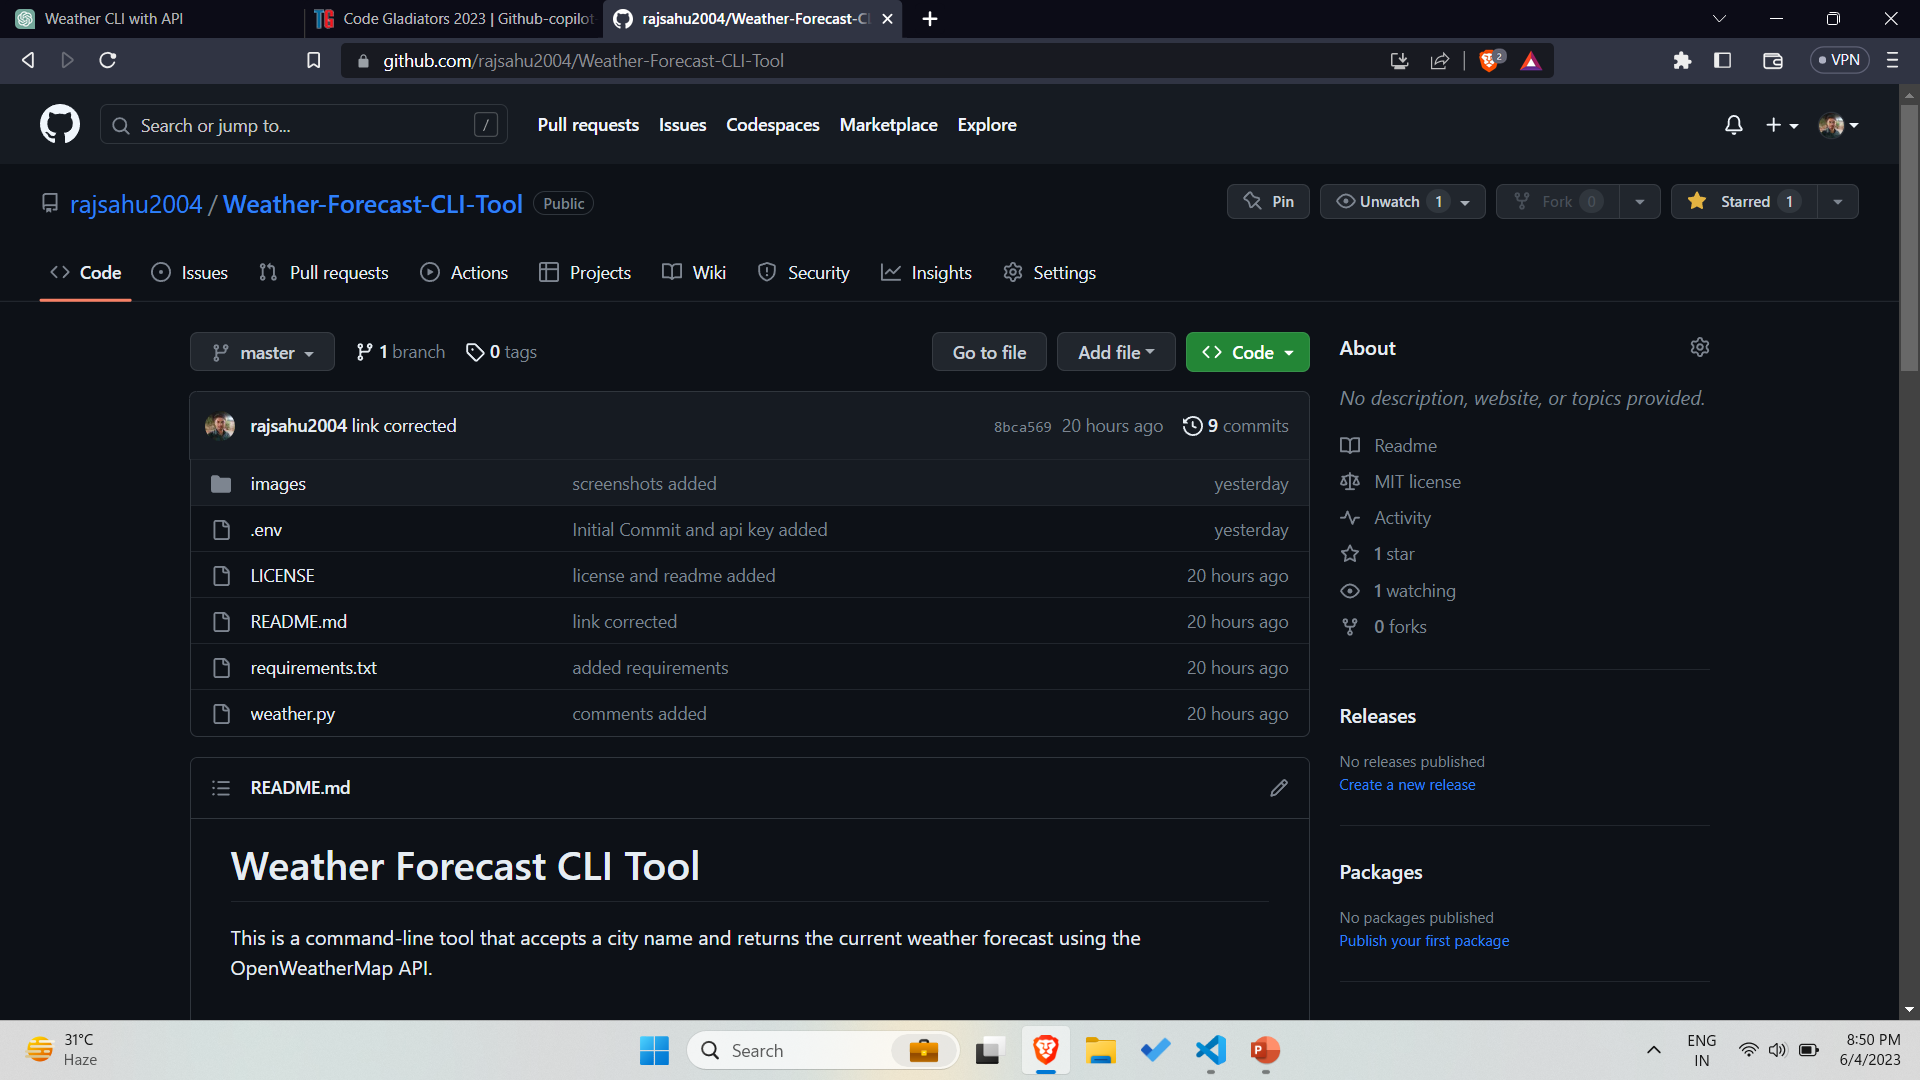 Weather CLI with API
Code Gladiators 2023 | Github-copilot
rajsahu2004/Weather-Forecast-CL
github.com/rajsahu2004/Weather-Forecast-CLI-Tool
2
VPN
Search or jump to...
/
Pull requests Issues Codespaces Marketplace Explore
rajsahu2004 / Weather-Forecast-CLI-Tool Public
Pin
Unwatch 1
Fork 0
Starred 1
Code Issues Pull requests Actions Projects Wiki Security Insights Settings
master 1 branch 0 tags
Go to file Add file Code
rajsahu2004 link corrected 8bca569 20 hours ago 9 commits
images screenshots added yesterday
.env Initial Commit and api key added yesterday
LICENSE license and readme added 20 hours ago
README.md link corrected 20 hours ago
requirements.txt added requirements 20 hours ago
weather.py comments added 20 hours ago
README.md
Weather Forecast CLI Tool
This is a command-line tool that accepts a city name and returns the current weather forecast using the
OpenWeatherMap API.
About
No description, website, or topics provided.
Readme
MIT license
Activity
1 star
1 watching
0 forks
Releases
No releases published
Create a new release
Packages
No packages published
Publish your first package
31°C
Haze
Search
P
ENG
IN
8:50 PM
6/4/2023